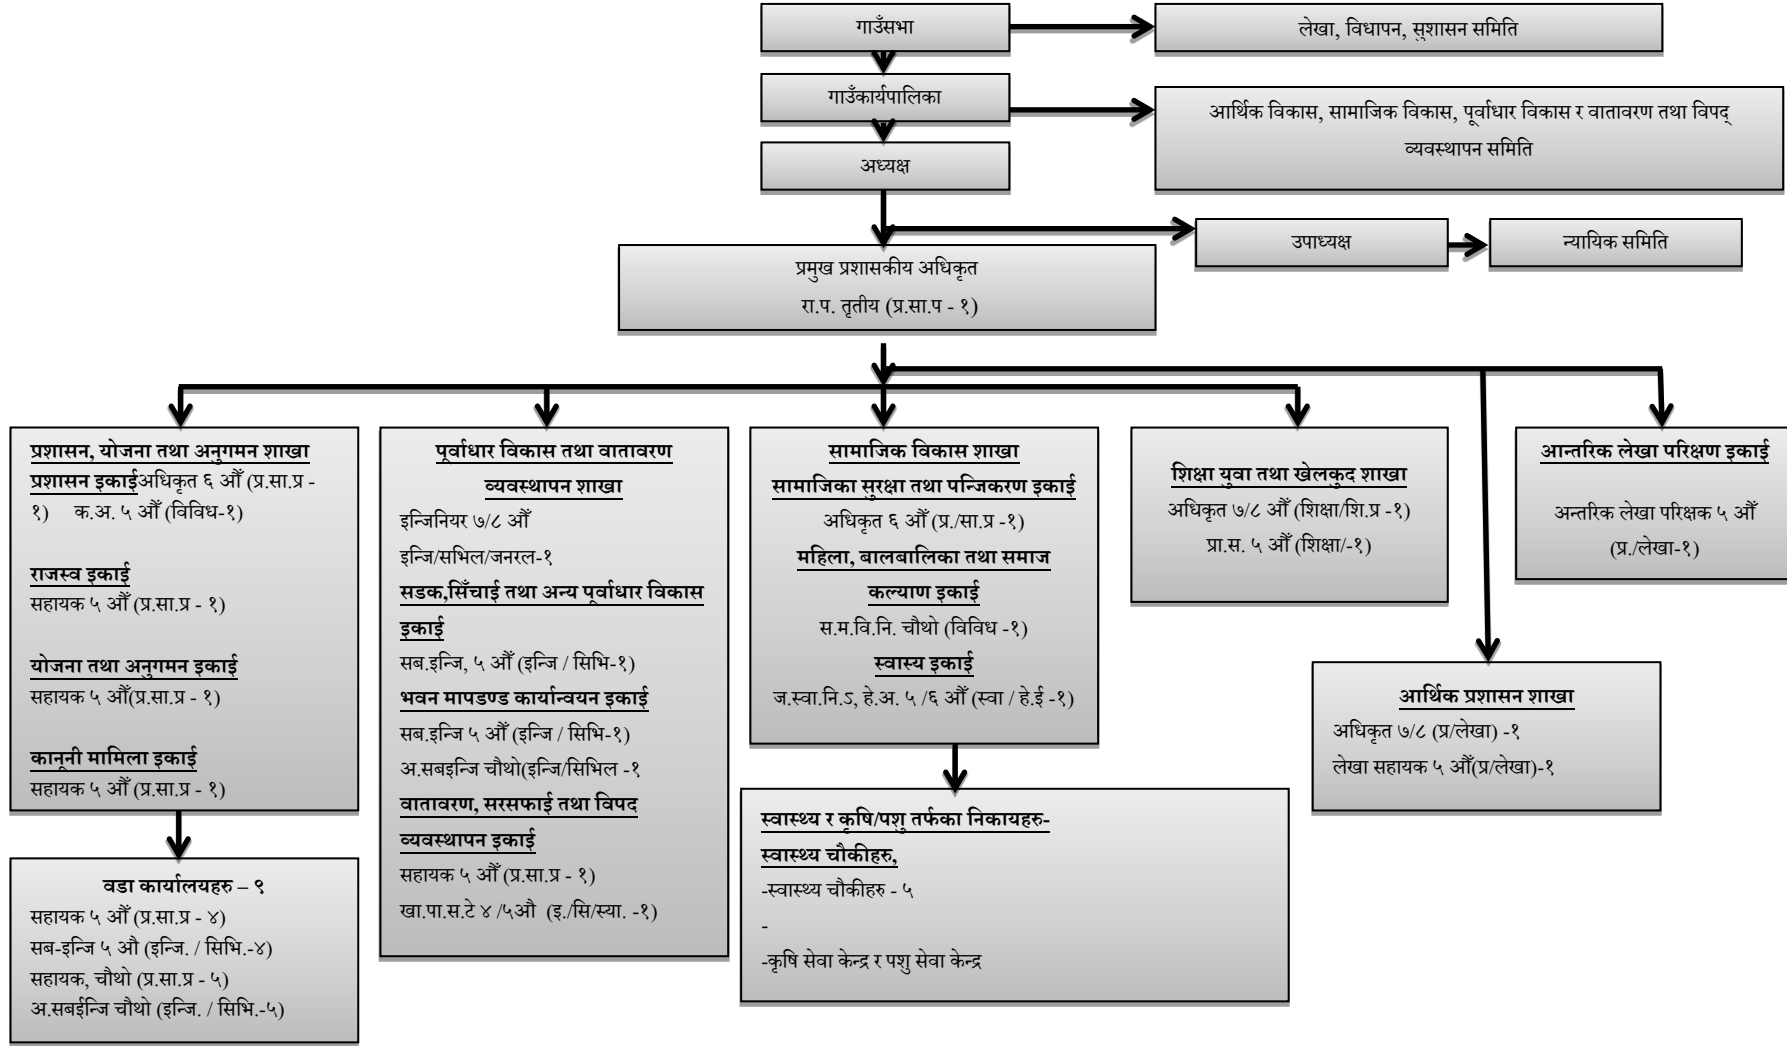 गाउँसभा
लेखा, विधापन, सुशासन समिति
गाउँकार्यपालिका
आर्थिक विकास, सामाजिक विकास, पूर्वाधार विकास र वातावरण तथा विपद्
व्यवस्थापन समिति
अध्यक्ष
उपाध्यक्ष
न्यायिक समिति
प्रमुख प्रशासकीय अधिकृत
रा.प. तृतीय (प्र.सा.प - १)
प्रशासन, योजना तथा अनुगमन शाखा
प्रशासन इकाईअधिकृत ६ औँ (प्र.सा.प्र -
१) क.अ. ५ औँ (विविध-१)
राजस्व इकाई
सहायक ५ औँ (प्र.सा.प्र - १)
योजना तथा अनुगमन इकाई
सहायक ५ औँ(प्र.सा.प्र - १)
कानूनी मामिला इकाई
सहायक ५ औँ (प्र.सा.प्र - १)
वडा कार्यालयहरु – ९
सहायक ५ औँ (प्र.सा.प्र - ४)
सब-इन्जि ५ औ (इन्जि. / सिभि.-४)
सहायक, चौथो (प्र.सा.प्र - ५)
अ.सबईन्जि चौथो (इन्जि. / सिभि.-५)
पूर्वाधार विकास तथा वातावरण
व्यवस्थापन शाखा
इन्जिनियर ७/८ औँ
इन्जि/सभिल/जनरल-१
सडक,सिँचाई तथा अन्य पूर्वाधार विकास
इकाई
सब.इन्जि, ५ औँ (इन्जि / सिभि-१)
भवन मापडण्ड कार्यान्वयन इकाई
सब.इन्जि ५ औँ (इन्जि / सिभि-१)
अ.सबइन्जि चौथो(इन्जि/सिभिल -१
वातावरण, सरसफाई तथा विपद
व्यवस्थापन इकाई
सहायक ५ औँ (प्र.सा.प्र - १)
खा.पा.स.टे ४ /५औ (इ./सि/स्या. -१)
सामाजिक विकास शाखा
सामाजिका सुरक्षा तथा पन्जिकरण इकाई
अधिकृत ६ औँ (प्र./सा.प्र -१)
महिला, बालबालिका तथा समाज
कल्याण इकाई
स.म.वि.नि. चौथो (विविध -१)
स्वास्य इकाई
ज.स्वा.नि.ऽ, हे.अ. ५ /६ औँ (स्वा / हे.ई -१)
स्वास्थ्य र कृषि/पशु तर्फका निकायहरु-
स्वास्थ्य चौकीहरु,
-स्वास्थ्य चौकीहरु - ५
-
-कृषि सेवा केन्द्र र पशु सेवा केन्द्र
शिक्षा युवा तथा खेलकुद शाखा
अधिकृत ७/८ औँ (शिक्षा/शि.प्र -१)
प्रा.स. ५ औँ (शिक्षा/-१)
आन्तरिक लेखा परिक्षण इकाई
अन्तरिक लेखा परिक्षक ५ औँ
(प्र./लेखा-१)
आर्थिक प्रशासन शाखा
अधिकृत ७/८ (प्र/लेखा) -१
लेखा सहायक ५ औँ(प्र/लेखा)-१